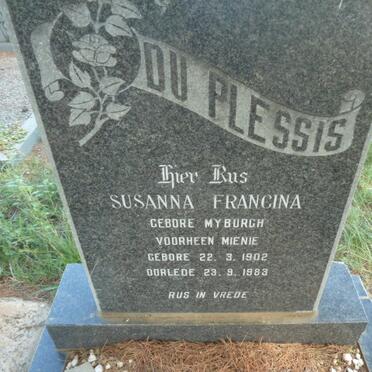 DU PLESSIS
Hier Rus
SUSANNA FRANCINA
GEBORE MYBURGH
VOORHEEN MIENIE
GEBORE 22. 3. 1902
OORLEDE 23. 9. 1983
RUS IN VREDE